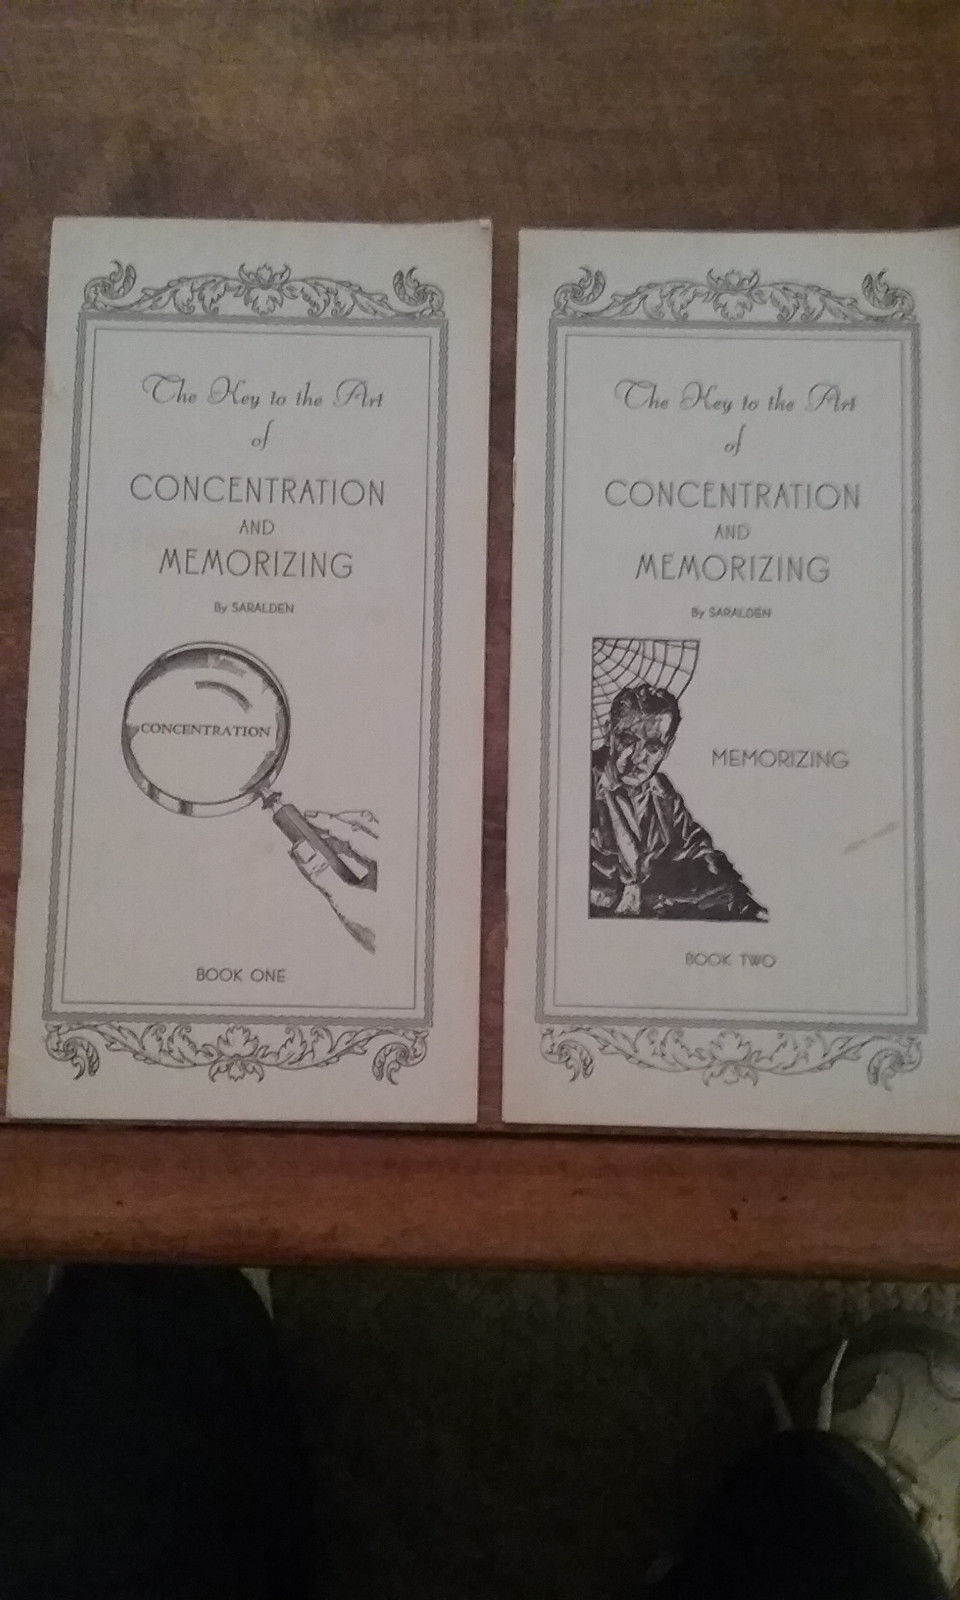 The Key to the Art
of
CONCENTRATION
AND
MEMORIZING
By SARALDEN
CONCENTRATION
BOOK ONE
The Key to the Art
of
CONCENTRATION
AND
MEMORIZING
By SARALDEN
MEMORIZING
BOOK TWO